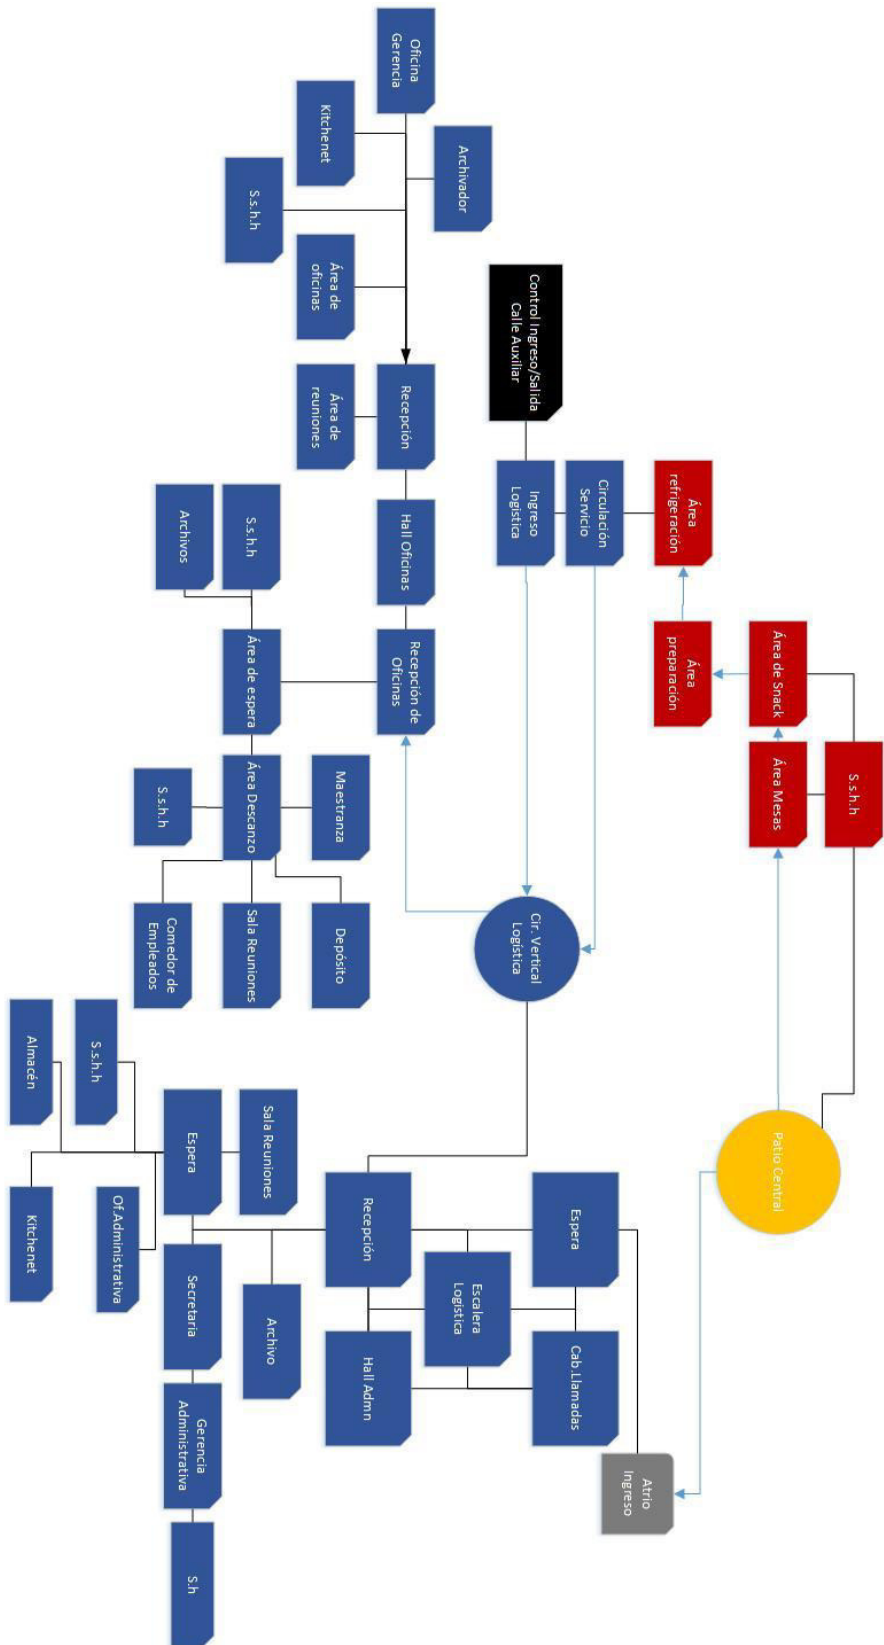 S.s.h.h
Área de Snack
Área Mesas
Patio Central
Área
refrigeración
Área
preparación
Atrio
Ingreso
Circulación
Servicio
Espera
Cab.Llamadas
Control Ingreso/Salida
Calle Auxiliar
Ingreso
Logística
Cir. Vertical
Logística
Archivador
Escalera
Logistica
Oficina
Gerencia
Recepción
Hall Oficinas
Recepción de
Oficinas
Recepción
Hall Admn
Kitchenet
Área de
oficinas
Área de
reuniones
Maestranza
Depósito
Sala Reuniones
Archivo
S.s.h.h
S.s.h.h
Área de espera
Área Descanzo
Sala Reuniones
Espera
Secretaria
Gerencia
Administrativa
S.h
Archivos
S.s.h.h
Comedor de
Empleados
Of.Administrativa
S.s.h.h
Almacén
Kitchenet